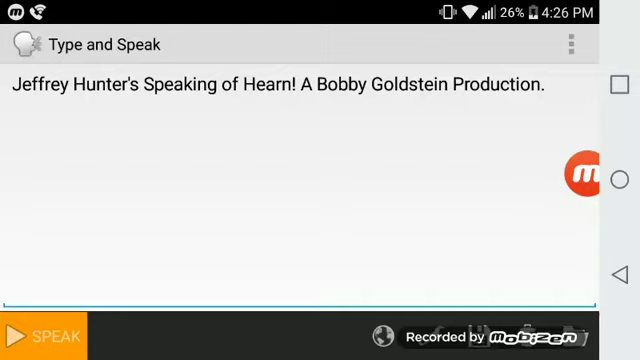 26% 4:26 PM
Type and Speak
Jeffrey Hunter's Speaking of Hearn! A Bobby Goldstein Production.
m
SPEAK
Recorded by mobizen